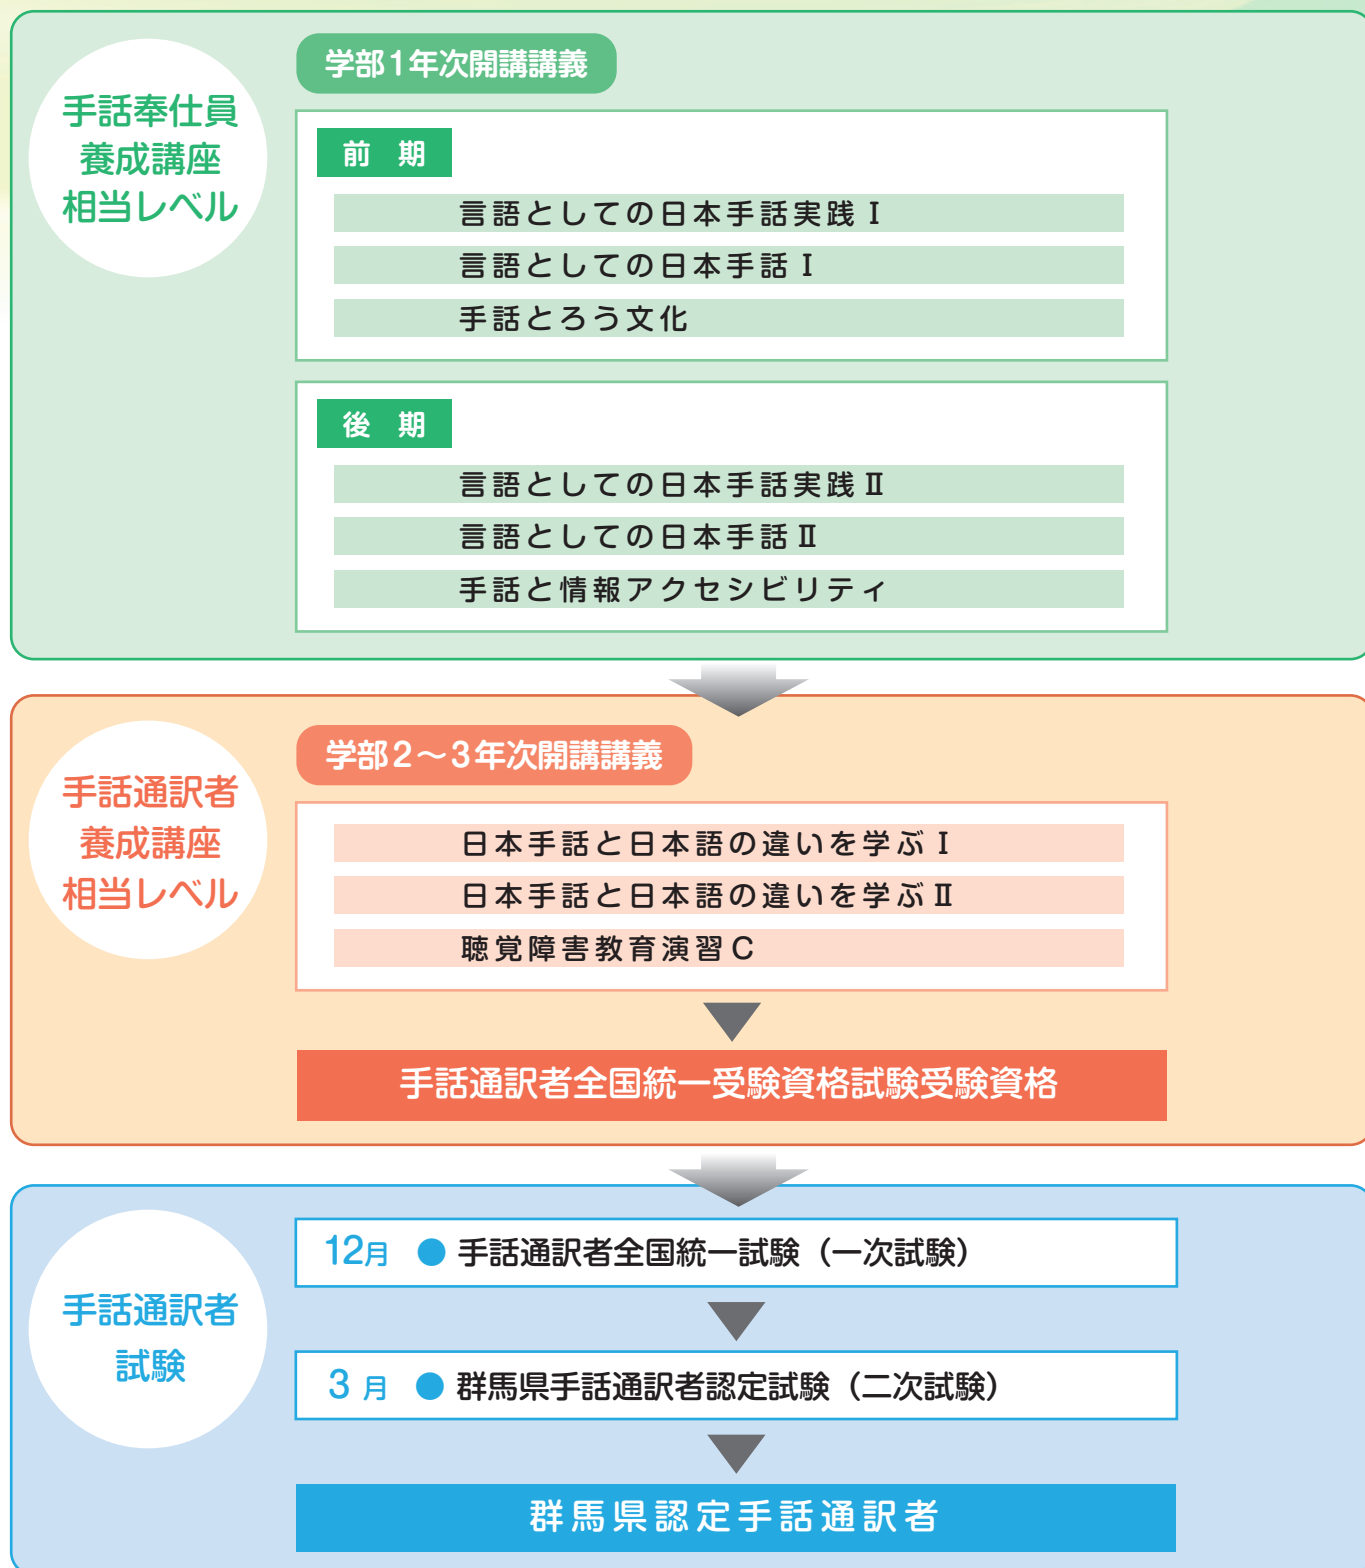 手話奉仕員
養成講座
相当レベル
学部1年次開講講義
前 期
言語としての日本手話実践Ⅰ
言語としての日本手話Ⅰ
手話とろう文化
後 期
言語としての日本手話実践Ⅱ
言語としての日本手話Ⅱ
手話と情報アクセシビリティ
手話通訳者
養成講座
相当レベル
学部2～3年次開講講義
日本手話と日本語の違いを学ぶⅠ
日本手話と日本語の違いを学ぶⅡ
聴覚障害教育演習C
手話通訳者全国統一受験資格試験受験資格
手話通訳者
試験
12月 ● 手話通訳者全国統一試験（一次試験）
3月 ● 群馬県手話通訳者認定試験（二次試験）
群馬県認定手話通訳者